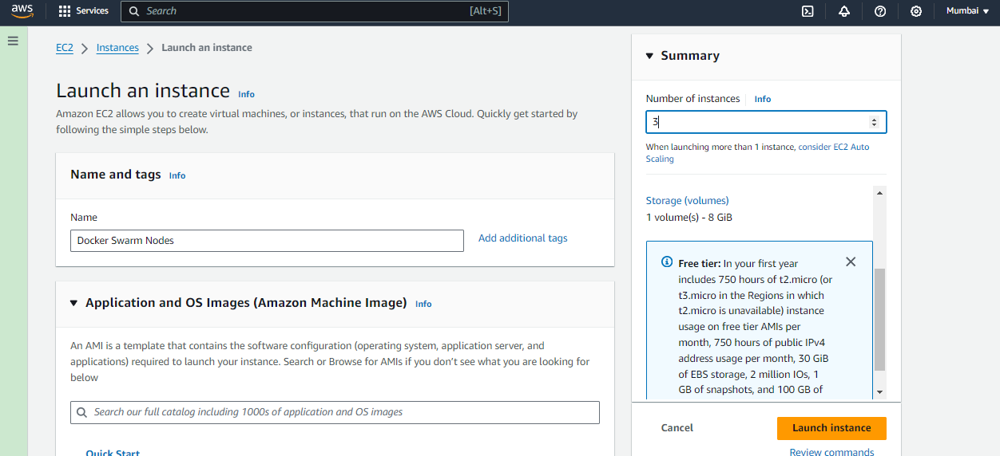 aws Services Search [Alt+S] Mumbai
EC2 Instances Launch an instance
Launch an instance Info
Amazon EC2 allows you to create virtual machines, or instances, that run on the AWS Cloud. Quickly get started by
following the simple steps below.
Name and tags Info
Name
Docker Swarm Nodes Add additional tags
Application and OS Images (Amazon Machine Image) Info
An AMI is a template that contains the software configuration (operating system, application server, and
applications) required to launch your instance. Search or Browse for AMIs if you don't see what you are looking for
below
Search our full catalog including 1000s of application and OS images
Quick Start
Summary
Number of instances Info
3
When launching more than 1 instance, consider EC2 Auto
Scaling
Storage (volumes)
1 volume(s) - 8 GiB
Free tier: In your first year
includes 750 hours of t2.micro (or
t3.micro in the Regions in which
t2.micro is unavailable) instance
usage on free tier AMIs per
month, 750 hours of public IPv4
address usage per month, 30 GiB
of EBS storage, 2 million IOs, 1
GB of snapshots, and 100 GB of
Cancel Launch instance
Review commands